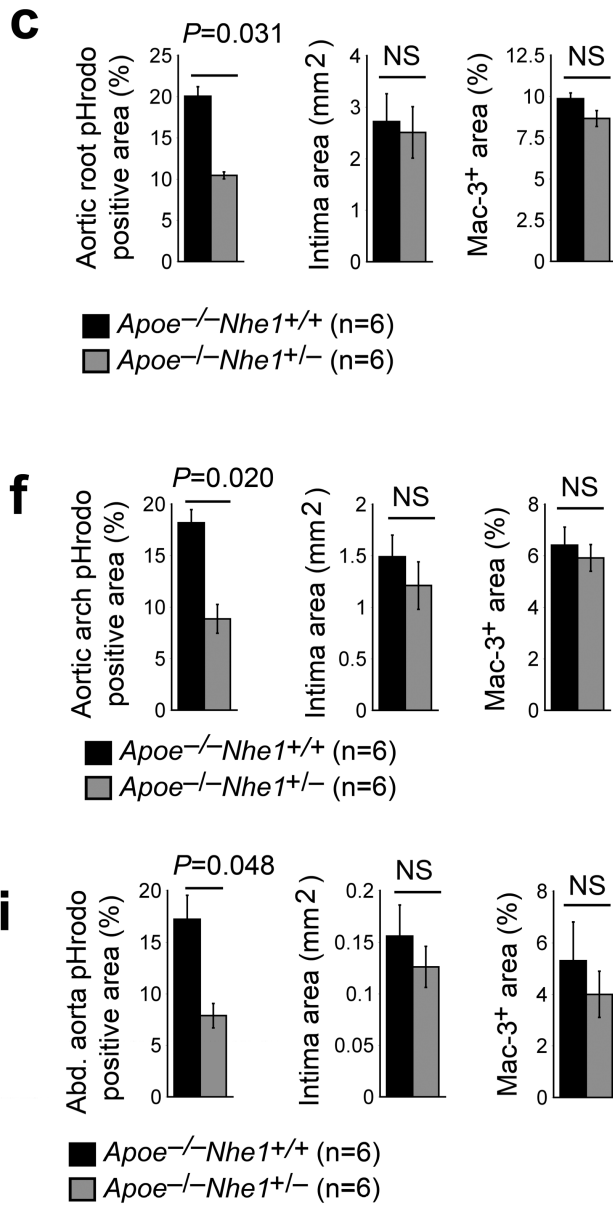 c
P=0.031
Aortic root pHrodo
positive area (%)
25
20
15
10
5
0
NS
Intima area (mm2)
4
3
2
1
0
NS
Mac-3+ area (%)
12.5
10
7.5
5
2.5
0
Apoe–/–Nhe1+/+ (n=6)
Apoe–/–Nhe1+/– (n=6)
f
P=0.020
Aortic arch pHrodo
positive area (%)
20
15
10
5
0
NS
Intima area (mm2)
2
1.5
1
0.5
0
NS
Mac-3+ area (%)
8
6
4
2
0
Apoe–/–Nhe1+/+ (n=6)
Apoe–/–Nhe1+/– (n=6)
i
P=0.048
Abd. aorta pHrodo
positive area (%)
20
15
10
5
0
NS
Intima area (mm2)
0.2
0.15
0.1
0.05
0
NS
Mac-3+ area (%)
8
6
4
2
0
Apoe–/–Nhe1+/+ (n=6)
Apoe–/–Nhe1+/– (n=6)